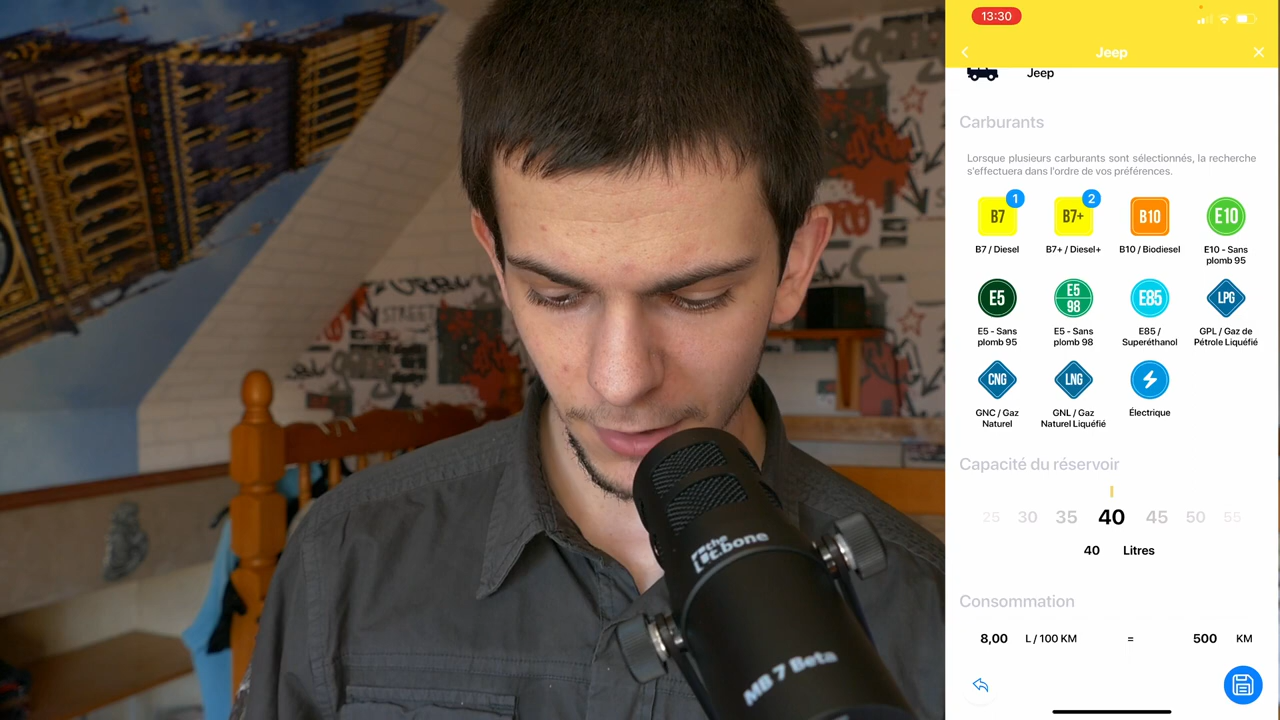 13:30
Jeep
Jeep
Carburants
Lorsque plusieurs carburants sont sélectionnés, la recherche
s'effectuera dans l'ordre de vos préférences.
B7 1 B7+ 2 B10 E10
B7 / Diesel B7+ / Diesel+ B10 / Biodiesel E10 - Sans
plomb 95
E5 E5 98 E85 LPG
E5 - Sans E5 - Sans E85 / GPL / Gaz de
plomb 95 plomb 98 Superéthanol Pétrole Liquéfié
CNG LNG
GNC / Gaz GNL / Gaz Électrique
Naturel Naturel Liquéfié
Capacité du réservoir
25 30 35 40 45 50 55
40 Litres
Consommation
8,00 L / 100 KM = 500 KM
STREET
the
t.bone
MB 7 Beta